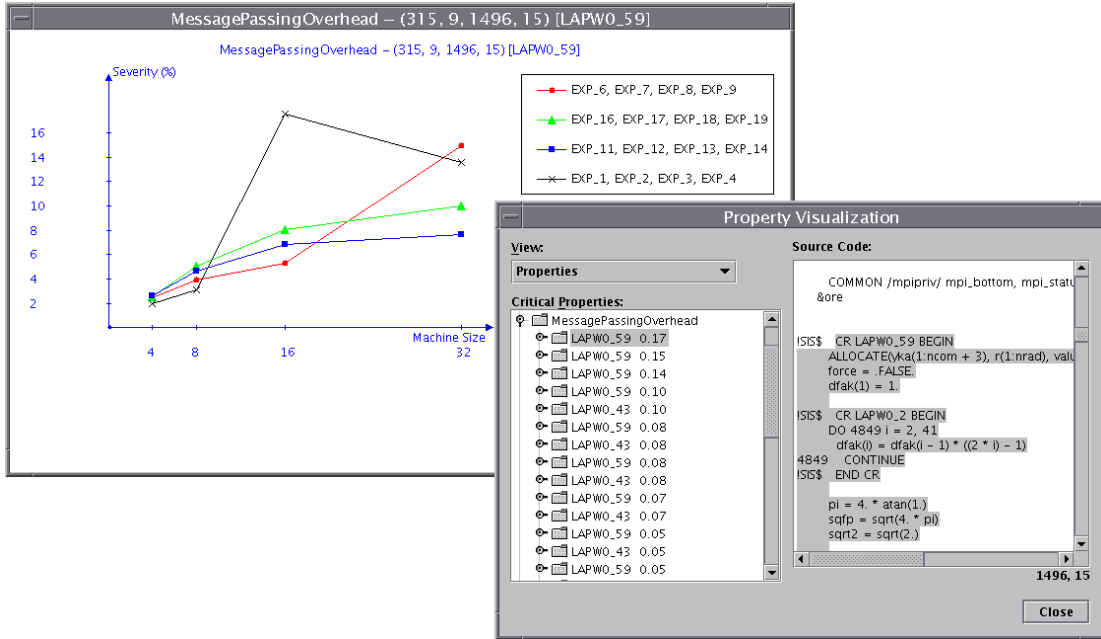 MessagePassingOverhead – (315, 9, 1496, 15) [LAPW0_59]
MessagePassingOverhead – (315, 9, 1496, 15) [LAPW0_59]
Severity (%)
16
14
12
10
8
6
4
2
4 8 16 32
Machine Size
EXP_6, EXP_7, EXP_8, EXP_9
EXP_16, EXP_17, EXP_18, EXP_19
EXP_11, EXP_12, EXP_13, EXP_14
EXP_1, EXP_2, EXP_3, EXP_4
Property Visualization
View:
Properties
Critical Properties:
MessagePassingOverhead
LAPW0_59 0.17
LAPW0_59 0.15
LAPW0_59 0.14
LAPW0_59 0.10
LAPW0_43 0.10
LAPW0_59 0.08
LAPW0_43 0.08
LAPW0_59 0.08
LAPW0_43 0.08
LAPW0_59 0.07
LAPW0_43 0.07
LAPW0_59 0.05
LAPW0_43 0.05
LAPW0_59 0.05
Source Code:
COMMON /mpipriv/ mpi_bottom, mpi_statu
&ore
!SIS$ CR LAPW0_59 BEGIN
ALLOCATE(yka(1:ncom + 3), r(1:nrad), valu
force = .FALSE.
dfak(1) = 1.
!SIS$ CR LAPW0_2 BEGIN
DO 4849 i = 2, 41
dfak(i) = dfak(i – 1) * ((2 * i) – 1)
4849 CONTINUE
!SIS$ END CR
pi = 4. * atan(1.)
sqfp = sqrt(4. * pi)
sqrt2 = sqrt(2.)
1496, 15
Close